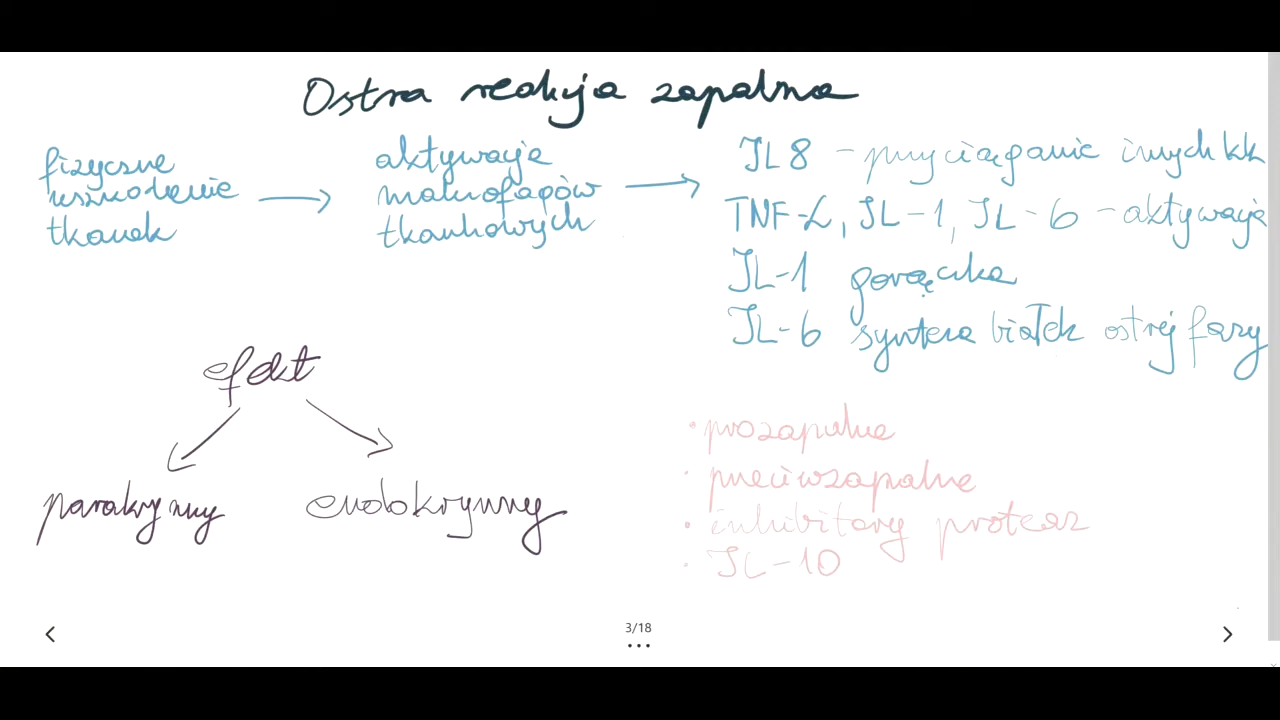 Ostra reakcja zapalna
fizyczne
uszkodzenie
tkanek
aktywacja
makrofagów
tkankowych
IL 8 - przyciąganie innych kk
TNF-α, IL-1, IL-6 - aktywacja
IL-1 gorączka
IL-6 synteza białek ostrej fazy
efekt
parakrynny
endokrynny
• prozapalne
• przeciwzapalne
• inhibitory proteaz
• IL-10
3/18